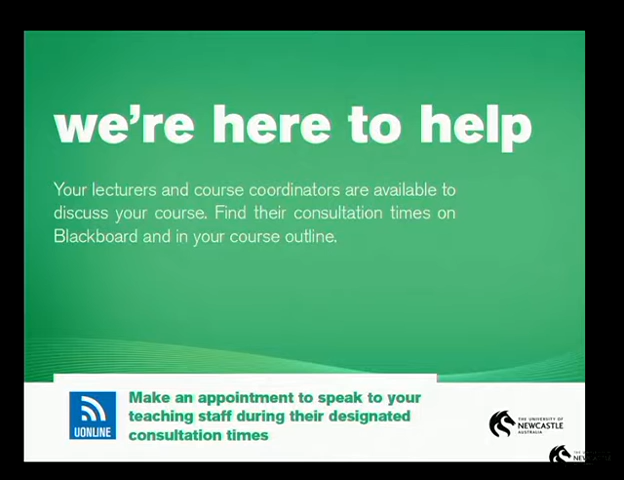 we're here to help
Your lecturers and course coordinators are available to
discuss your course. Find their consultation times on
Blackboard and in your course outline.
Make an appointment to speak to your
teaching staff during their designated
consultation times
UONLINE
THE UNIVERSITY OF
NEWCASTLE
AUSTRALIA